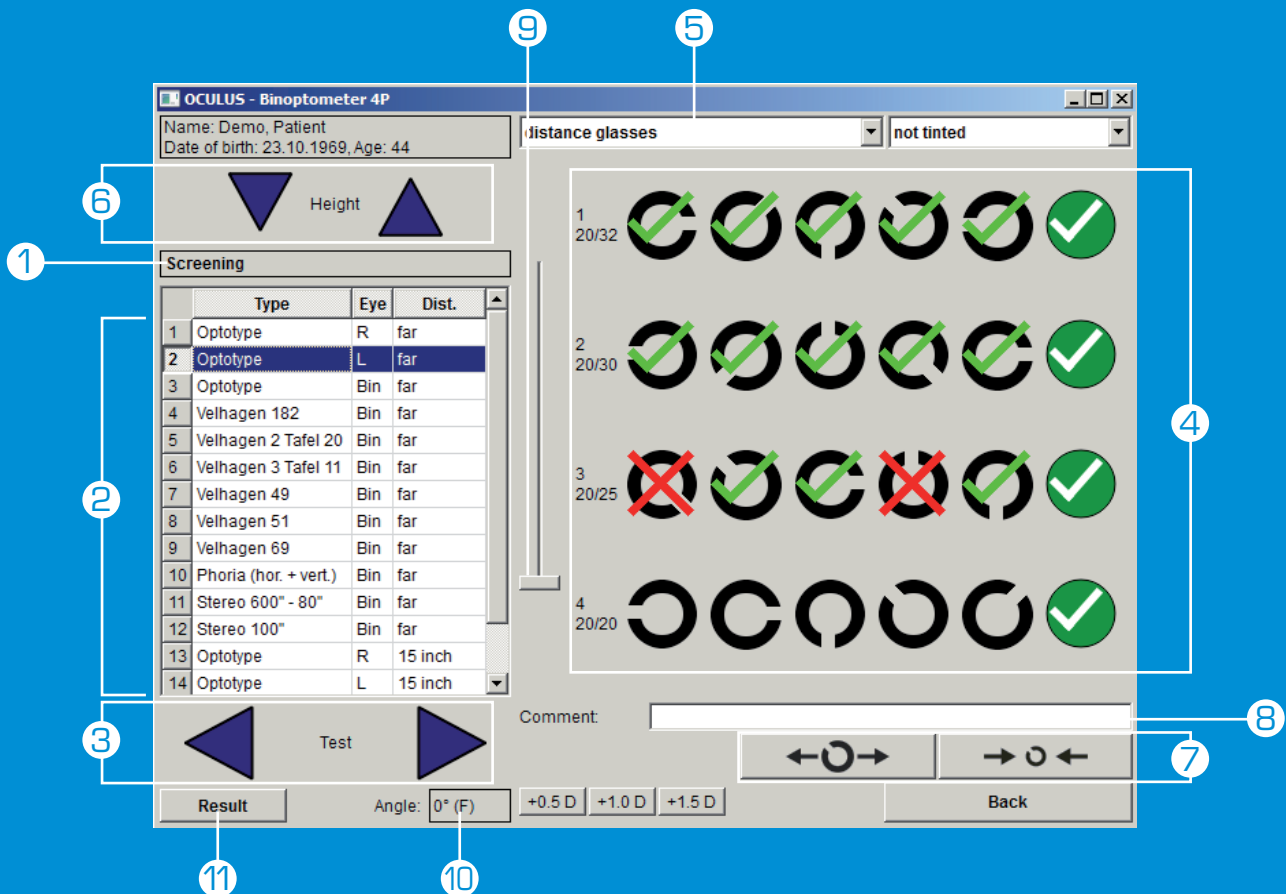 9
5
OCULUS - Binoptometer 4P
Name: Demo, Patient
Date of birth: 23.10.1969, Age: 44
distance glasses
not tinted
6
Height
1
Screening
Type Eye Dist.
1 Optotype R far
2 Optotype L far
3 Optotype Bin far
4 Velhagen 182 Bin far
5 Velhagen 2 Tafel 20 Bin far
6 Velhagen 3 Tafel 11 Bin far
7 Velhagen 49 Bin far
8 Velhagen 51 Bin far
9 Velhagen 69 Bin far
10 Phoria (hor. + vert.) Bin far
11 Stereo 600" - 80" Bin far
12 Stereo 100" Bin far
13 Optotype R 15 inch
14 Optotype L 15 inch
2
1
20/32
2
20/30
3
20/25
4
20/20
4
3
Test
Comment:
8
7
Result
Angle: 0° (F)
+0.5 D +1.0 D +1.5 D
Back
11
10